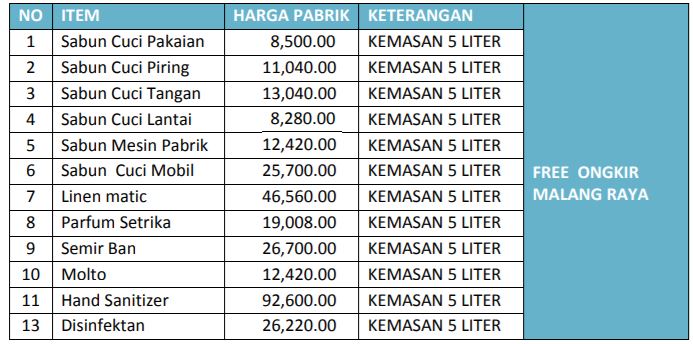 NO ITEM HARGA PABRIK KETERANGAN
1 Sabun Cuci Pakaian 8,500.00 KEMASAN 5 LITER
2 Sabun Cuci Piring 11,040.00 KEMASAN 5 LITER
3 Sabun Cuci Tangan 13,040.00 KEMASAN 5 LITER
4 Sabun Cuci Lantai 8,280.00 KEMASAN 5 LITER
5 Sabun Mesin Pabrik 12,420.00 KEMASAN 5 LITER
6 Sabun  Cuci Mobil 25,700.00 KEMASAN 5 LITER
7 Linen matic 46,560.00 KEMASAN 5 LITER
8 Parfum Setrika 19,008.00 KEMASAN 5 LITER
9 Semir Ban 26,700.00 KEMASAN 5 LITER
10 Molto 12,420.00 KEMASAN 5 LITER
11 Hand Sanitizer 92,600.00 KEMASAN 5 LITER
13 Disinfektan 26,220.00 KEMASAN 5 LITER
FREE  ONGKIR
MALANG RAYA